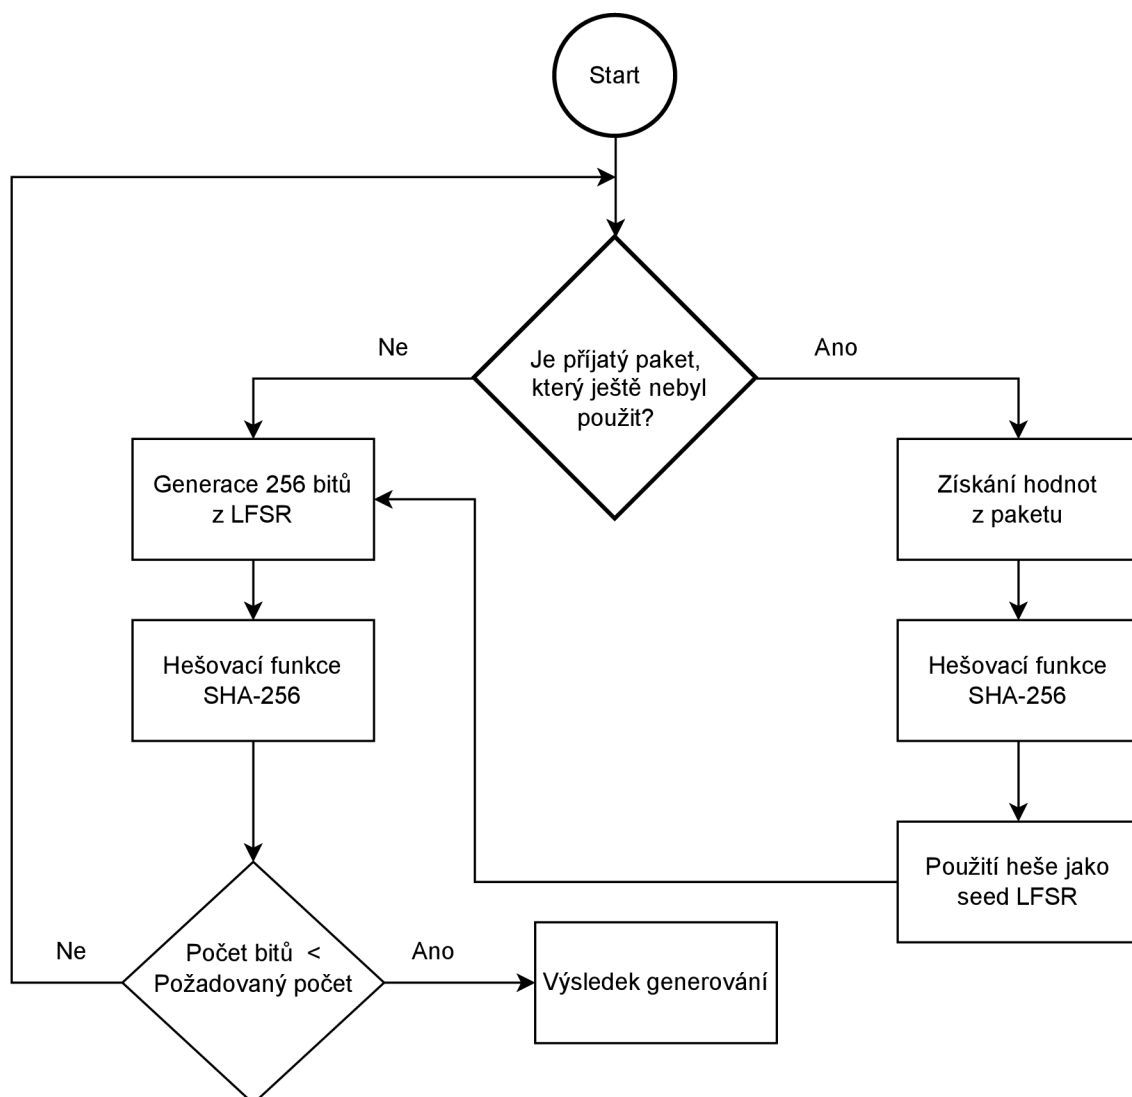 Start
Ne
Ano
Je příjatý paket,
který ještě nebyl
použit?
Generace 256 bitů
z LFSR
Získání hodnot
z paketu
Hešovací funkce
SHA-256
Hešovací funkce
SHA-256
Použití heše jako
seed LFSR
Ne
Počet bitů <
Požadovaný počet
Ano
Výsledek generování